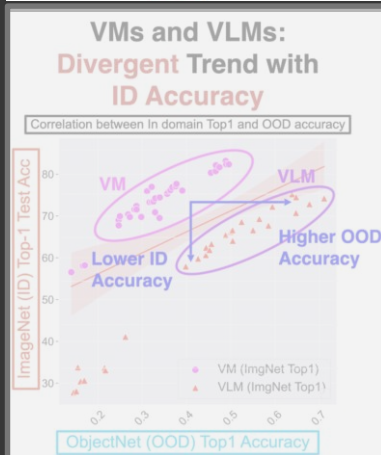 VMs and VLMs:
Divergent Trend with
ID Accuracy
Correlation between In domain Top1 and OOD accuracy
ImageNet (ID) Top-1 Test Acc
80
70
60
50
40
30
VM
VLM
Lower ID
Accuracy
Higher OOD
Accuracy
VM (ImgNet Top1)
VLM (ImgNet Top1)
0.2
0.3
0.4
0.5
0.6
0.7
ObjectNet (OOD) Top1 Accuracy